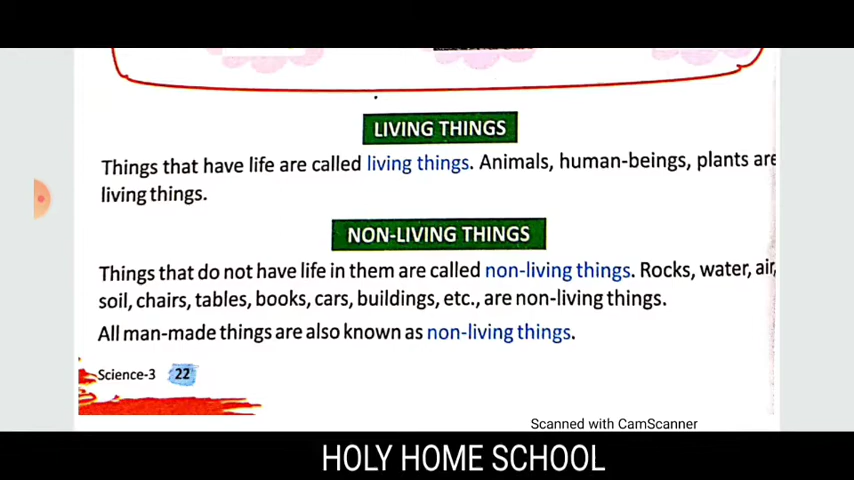 LIVING THINGS
Things that have life are called living things. Animals, human-beings, plants are
living things.
NON-LIVING THINGS
Things that do not have life in them are called non-living things. Rocks, water, air,
soil, chairs, tables, books, cars, buildings, etc., are non-living things.
All man-made things are also known as non-living things.
Science-3 22
Scanned with CamScanner
HOLY HOME SCHOOL